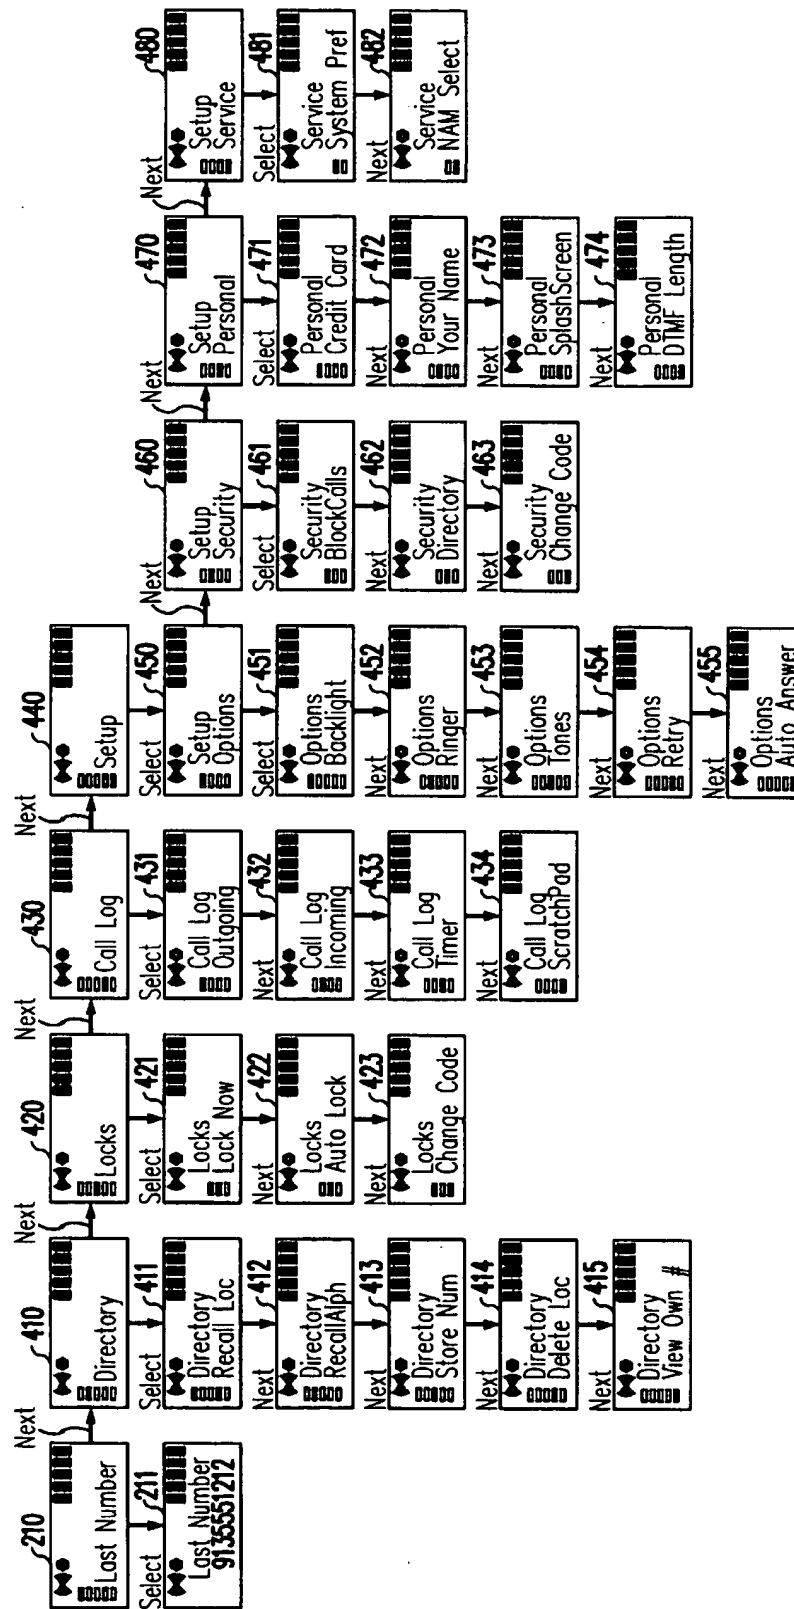 210
Last Number
Select
211
Last Number
9135551212
Next
410
Directory
Select
411
Directory
Recall Loc
Next
412
Directory
RecallAlph
Next
413
Directory
Store Num
Next
414
Directory
Delete Loc
Next
415
Directory
View Own #
Next
420
Locks
Select
421
Locks
Lock Now
Next
422
Locks
Auto Lock
Next
423
Locks
Change Code
Next
430
Call Log
Select
431
Call Log
Outgoing
Next
432
Call Log
Incoming
Next
433
Call Log
Timer
Next
434
Call Log
ScratchPad
Next
440
Setup
Select
450
Setup
Options
Select
451
Options
Backlight
Next
452
Options
Ringer
Next
453
Options
Tones
Next
454
Options
Retry
Next
455
Options
Auto Answer
Next
460
Setup
Security
Select
461
Security
BlockCalls
Next
462
Security
Directory
Next
463
Security
Change Code
Next
470
Setup
Personal
Select
471
Personal
Credit Card
Next
472
Personal
Your Name
Next
473
Personal
SplashScreen
Next
474
Personal
DTMF Length
Next
480
Setup
Service
Select
481
Service
System Pref
Next
482
Service
NAM Select